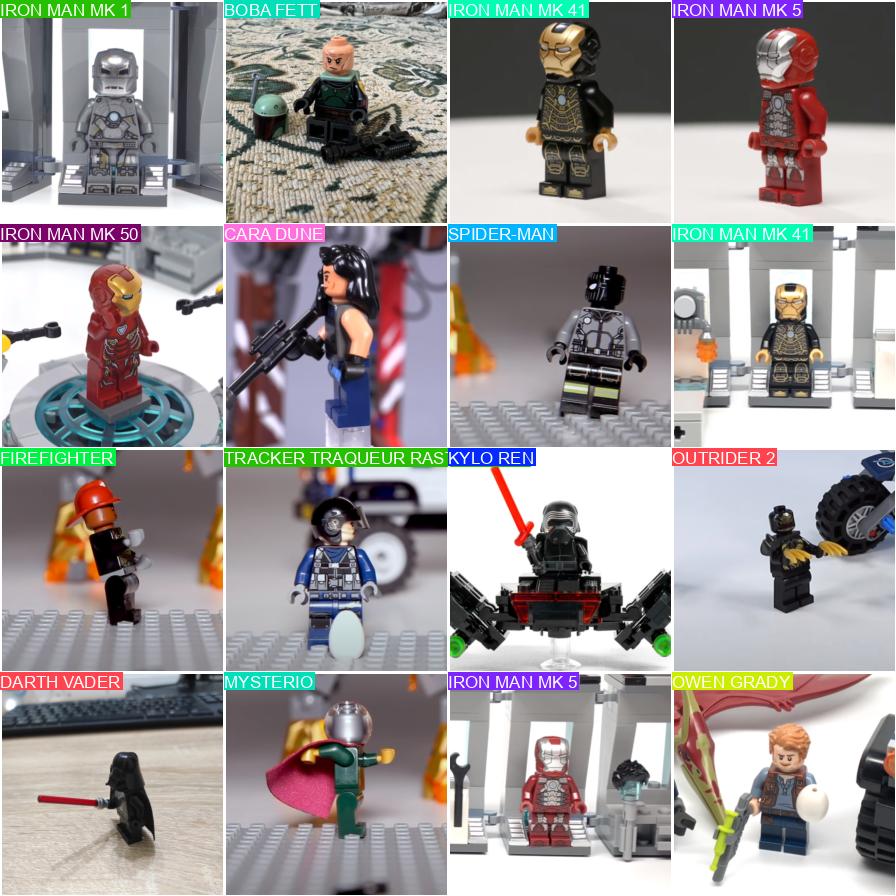 IRON MAN MK 1
BOBA FETT
IRON MAN MK 41
IRON MAN MK 5
IRON MAN MK 50
CARA DUNE
SPIDER-MAN
IRON MAN MK 41
FIREFIGHTER
TRACKER TRAQUEUR RAST
KYLO REN
OUTRIDER 2
DARTH VADER
MYSTERIO
IRON MAN MK 5
OWEN GRADY